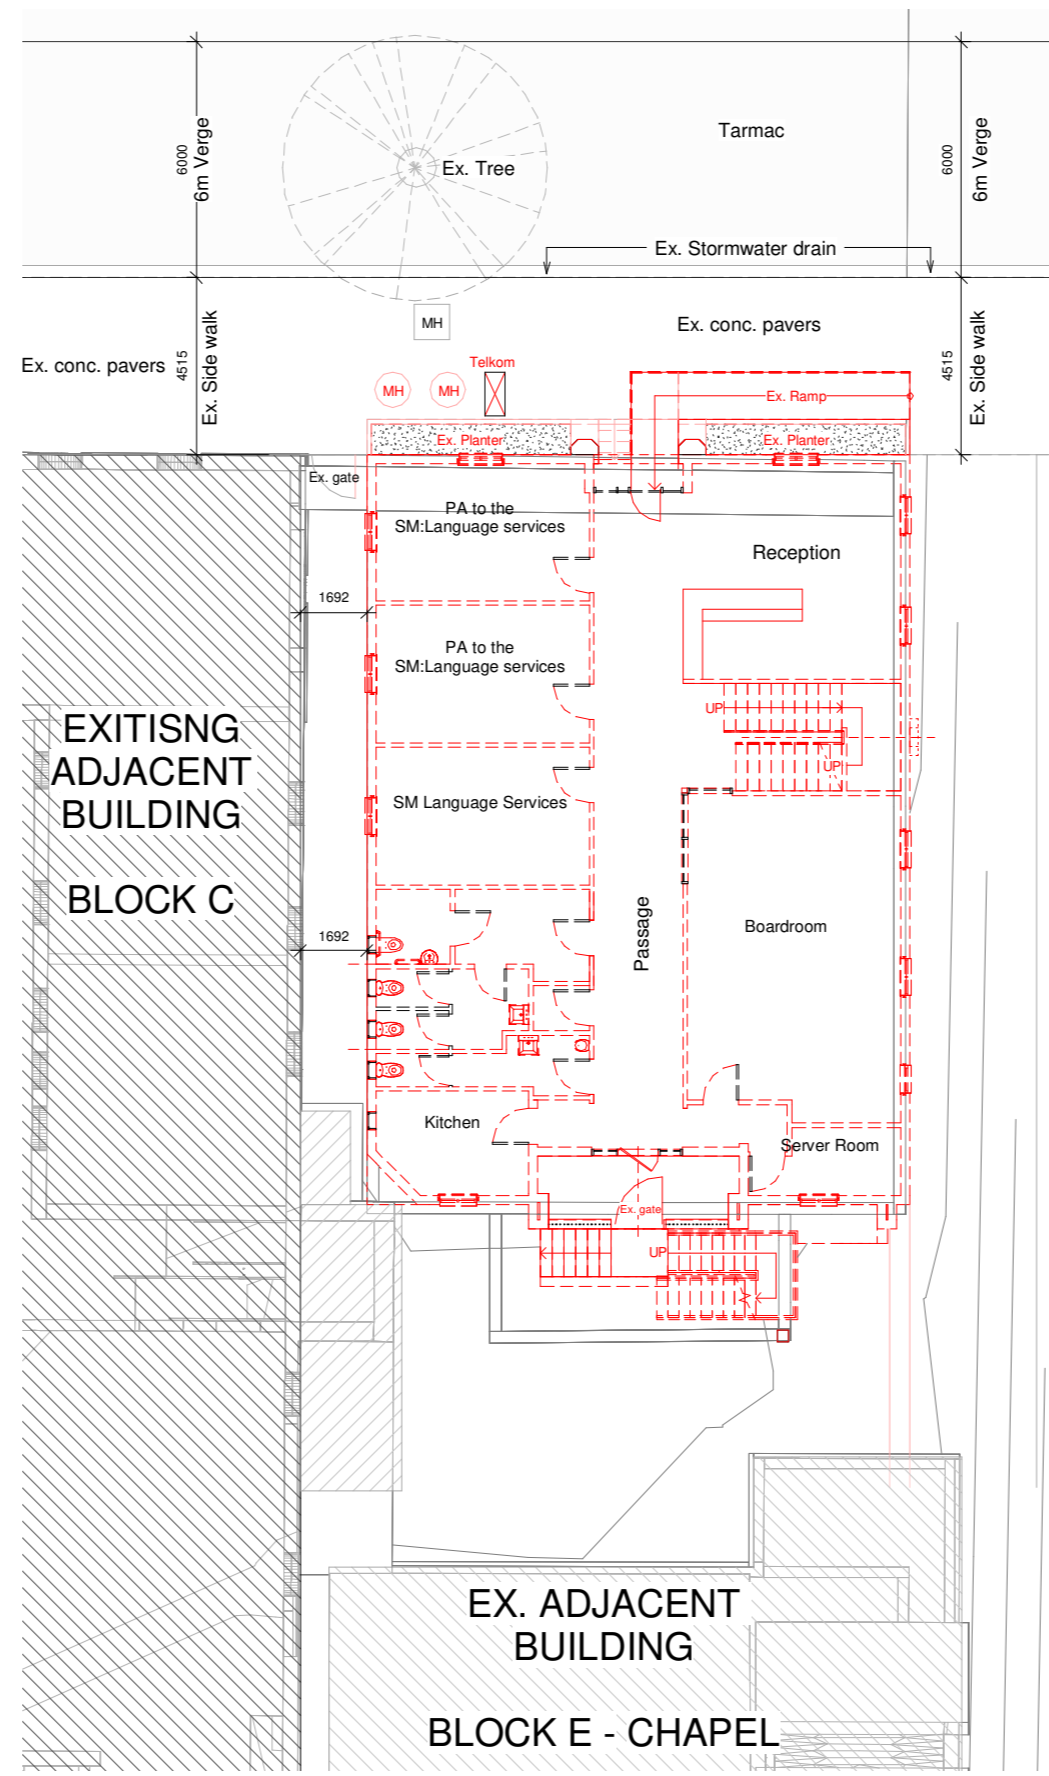 6000
6m Verge
Ex. Tree
Tarmac
6000
6m Verge
Ex. Stormwater drain
MH
Ex. conc. pavers
Ex. conc. pavers
4515
Ex. Side walk
4515
Ex. Side walk
Telkom
MH
MH
Ex. Ramp
Ex. Planter
Ex. Planter
Ex. gate
PA to the
SM:Language services
Reception
1692
PA to the
SM:Language services
UP
UP
EXITISNG
ADJACENT
BUILDING
BLOCK C
SM Language Services
Passage
Boardroom
1692
Kitchen
Server Room
Ex. gate
UP
EX. ADJACENT
BUILDING
BLOCK E - CHAPEL